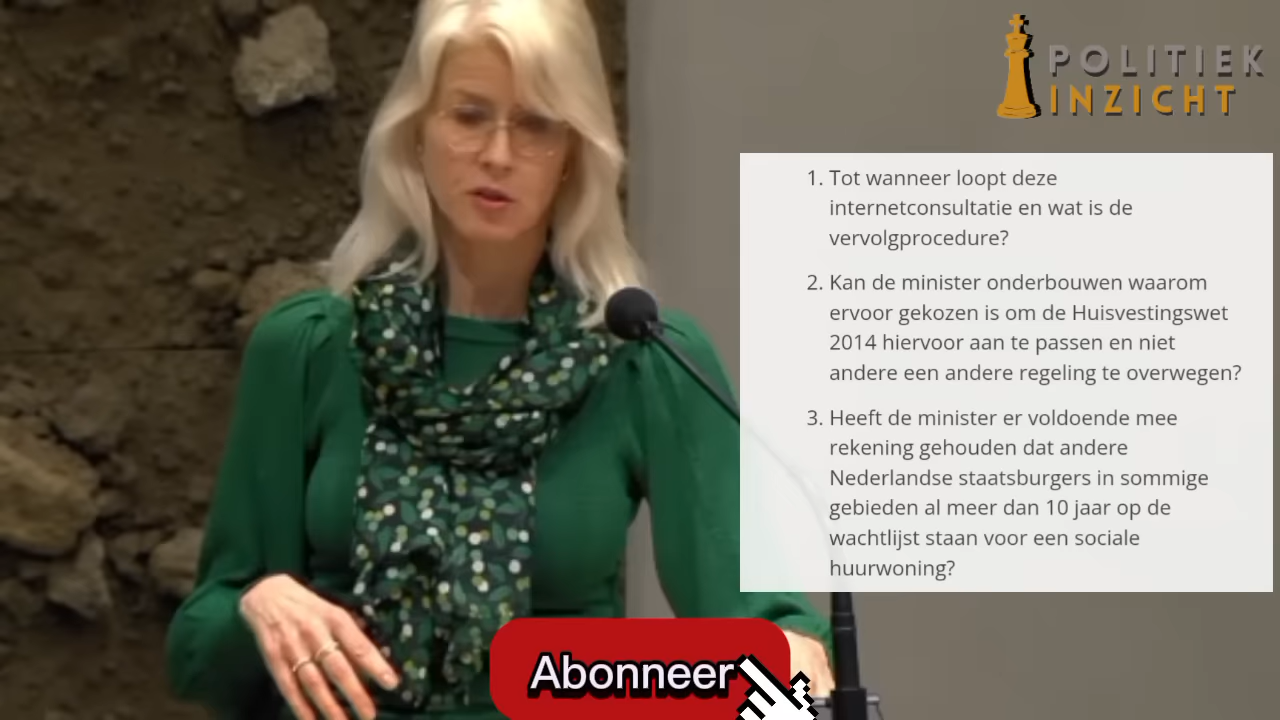 POLITIEK
INZICHT
1. Tot wanneer loopt deze
internetconsultatie en wat is de
vervolgprocedure?
2. Kan de minister onderbouwen waarom
ervoor gekozen is om de Huisvestingswet
2014 hiervoor aan te passen en niet
andere een andere regeling te overwegen?
3. Heeft de minister er voldoende mee
rekening gehouden dat andere
Nederlandse staatsburgers in sommige
gebieden al meer dan 10 jaar op de
wachtlijst staan voor een sociale
huurwoning?
Abonneer